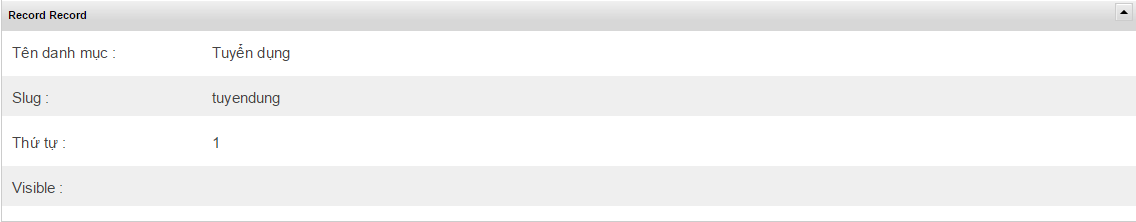 Record Record
Tên danh mục : Tuyển dụng
Slug : tuyendung
Thứ tự : 1
Visible :